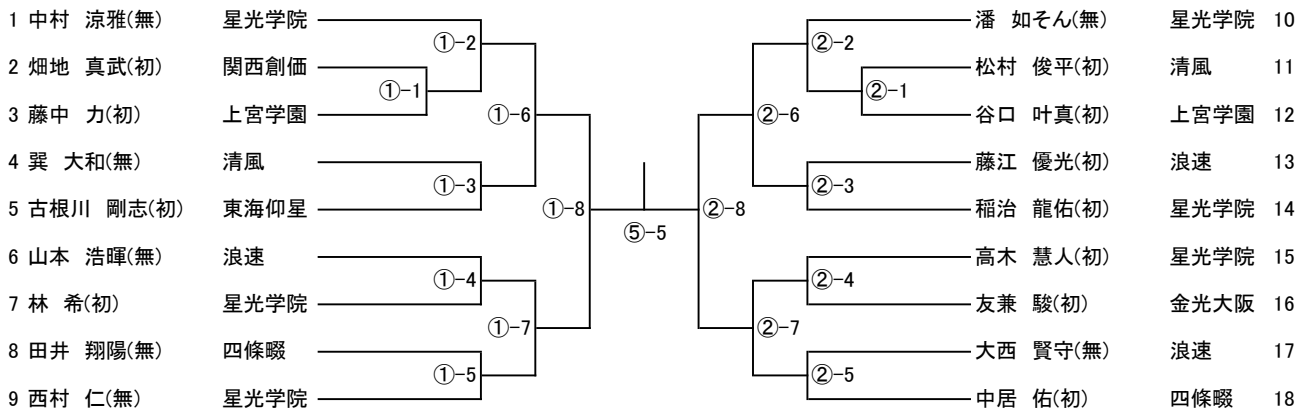 1 中村 涼雅(無) 星光学院
2 畑地 真武(初) 関西創価
3 藤中 力(初) 上宮学園
4 巽 大和(無) 清風
5 古根川 剛志(初) 東海仰星
6 山本 浩暉(無) 浪速
7 林 希(初) 星光学院
8 田井 翔陽(無) 四條畷
9 西村 仁(無) 星光学院
①-2
①-1
①-6
①-3
①-8
①-4
①-7
①-5
⑤-5
②-2
②-1
②-6
②-3
②-8
②-4
②-7
②-5
潘 如そん(無) 星光学院 10
松村 俊平(初) 清風 11
谷口 叶真(初) 上宮学園 12
藤江 優光(初) 浪速 13
稲治 龍佑(初) 星光学院 14
高木 慧人(初) 星光学院 15
友兼 駿(初) 金光大阪 16
大西 賢守(無) 浪速 17
中居 佑(初) 四條畷 18